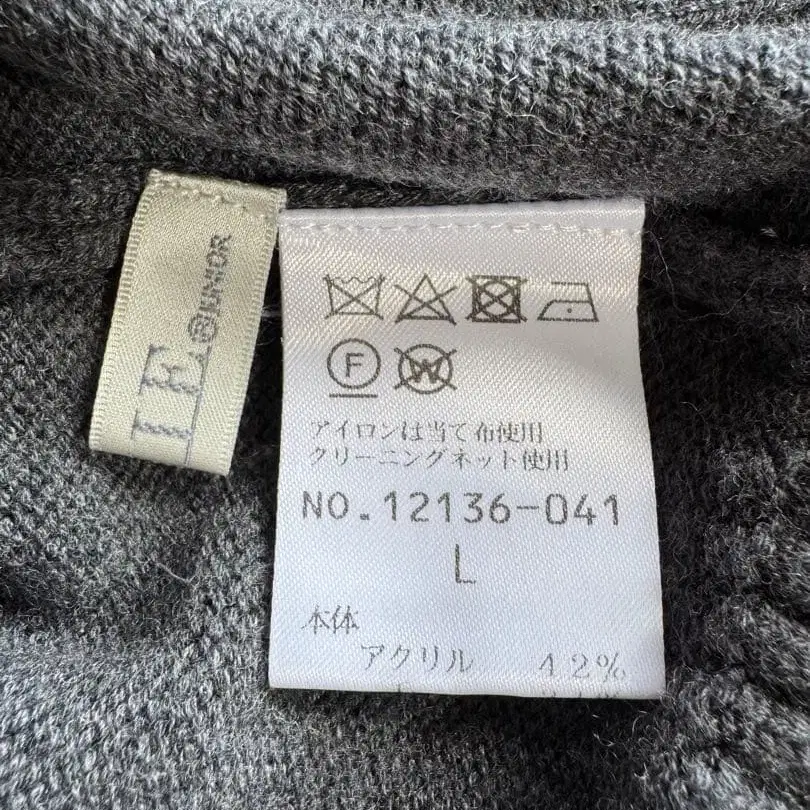 JUNIOR
F
W
アイロンは当て布使用
クリーニングネット使用
NO.12136-041
L
本体
アクリル 42%